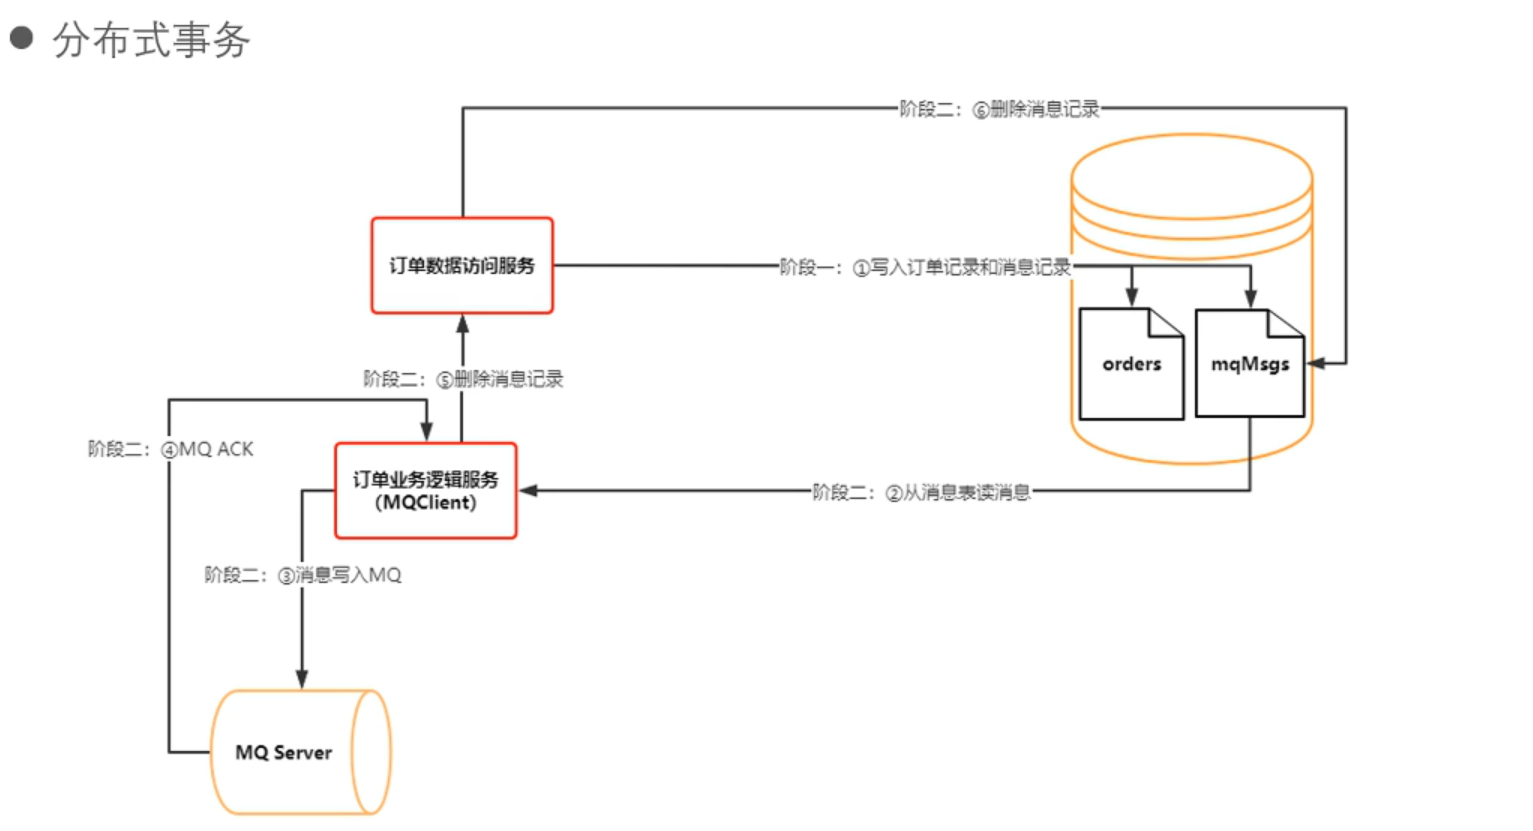 分布式事务
阶段二：⑥删除消息记录
订单数据访问服务
阶段一：①写入订单记录和消息记录
orders
mqMsgs
阶段二：⑤删除消息记录
阶段二：④MQ ACK
订单业务逻辑服务
（MQClient）
阶段二：②从消息表读消息
阶段二：③消息写入MQ
MQ Server